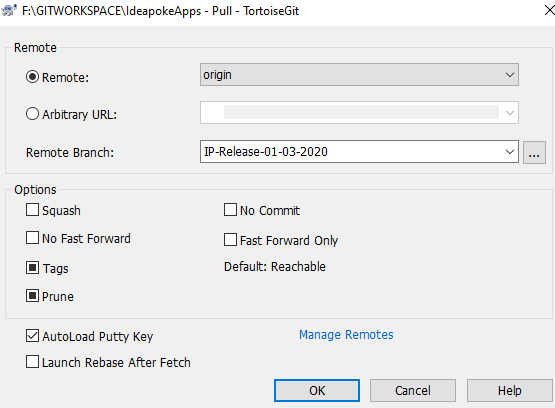 F:\GITWORKSPACE\IdeapokeApps - Pull - TortoiseGit
Remote
Remote:
origin
Arbitrary URL:
Remote Branch:
IP-Release-01-03-2020
...
Options
Squash
No Commit
No Fast Forward
Fast Forward Only
Tags
Default: Reachable
Prune
AutoLoad Putty Key
Manage Remotes
Launch Rebase After Fetch
OK
Cancel
Help